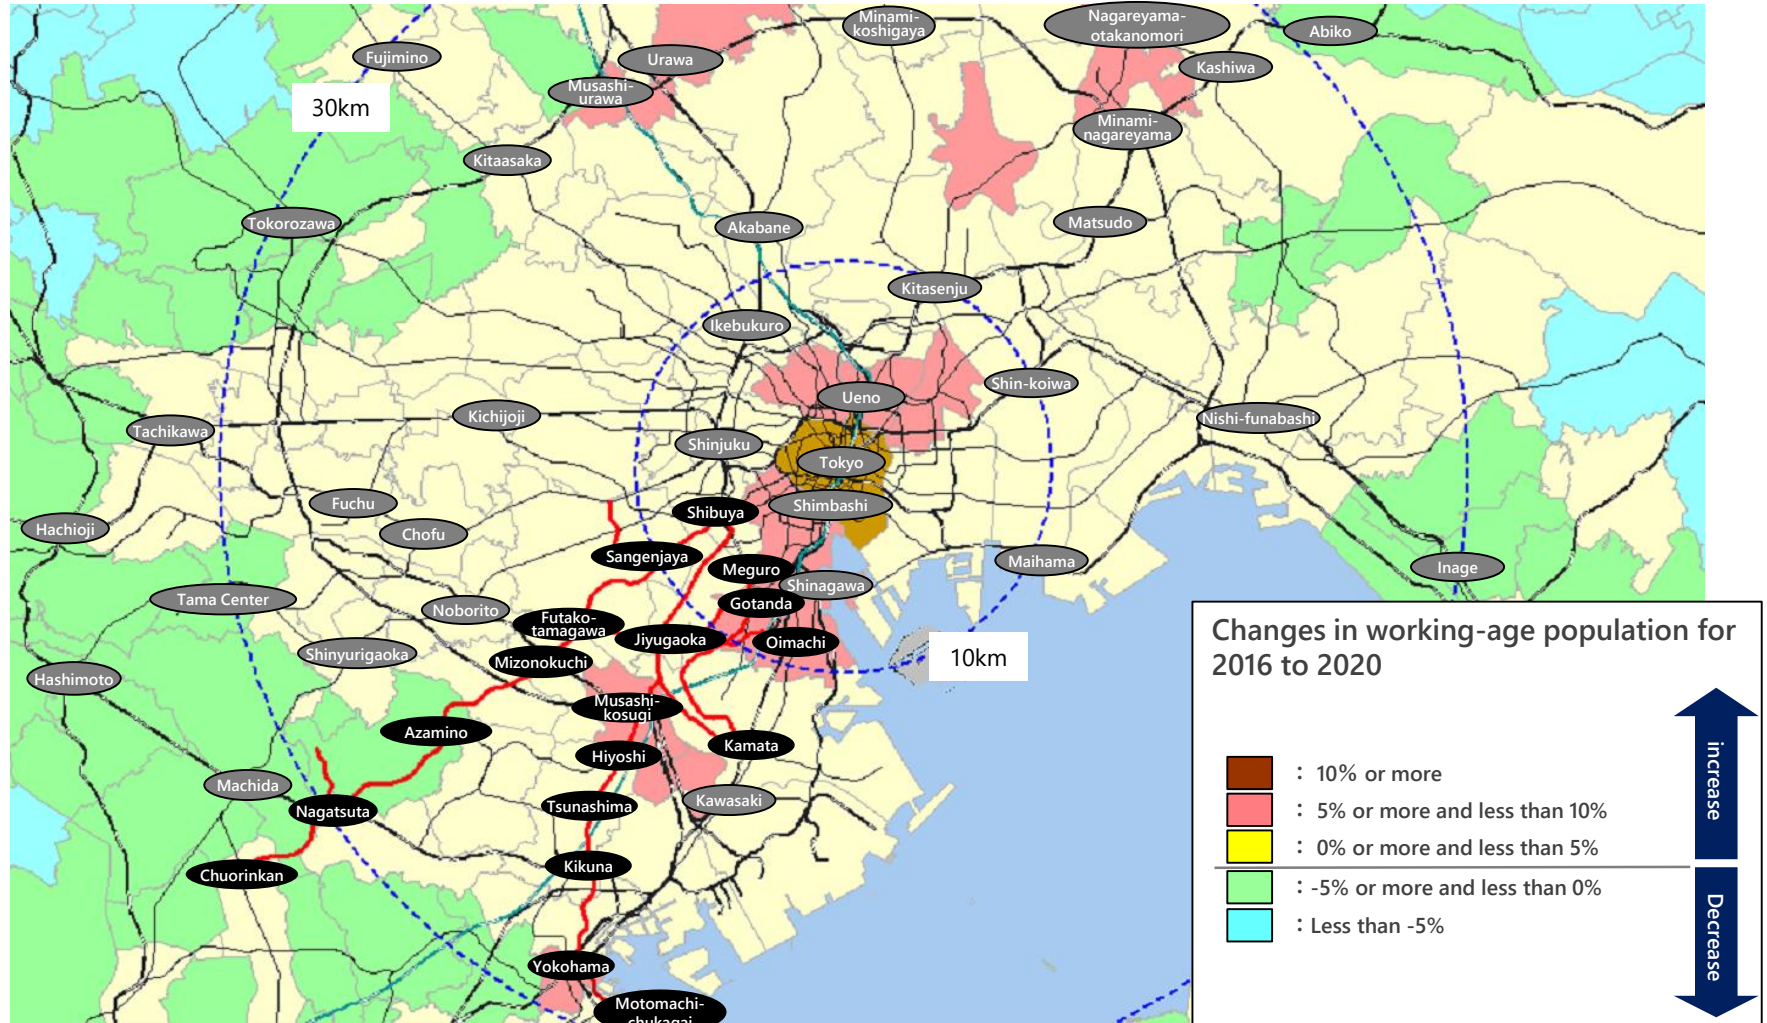 Minami-
koshigaya
Nagareyama-
otakanomori
Abiko
Fujimino
Urawa
Kashiwa
Musashi-
urawa
30km
Minami-
nagareyama
Kitaasaka
Tokorozawa
Akabane
Matsudo
Kitasenju
Ikebukuro
Shin-koiwa
Ueno
Kichijoji
Nishi-funabashi
Tachikawa
Shinjuku
Tokyo
Fuchu
Shimbashi
Shibuya
Hachioji
Chofu
Sangenjaya
Maihama
Inage
Meguro
Shinagawa
Tama Center
Noborito
Gotanda
Futako-
tamagawa
Jiyugaoka
Oimachi
Shinyurigaoka
Mizonokuchi
10km
Hashimoto
Musashi-
kosugi
Azamino
Kamata
Hiyoshi
Machida
Kawasaki
Tsunashima
Nagatsuta
Kikuna
Chuorinkan
Yokohama
Motomachi-
chukagai
Changes in working-age population for
2016 to 2020
: 10% or more
: 5% or more and less than 10%
: 0% or more and less than 5%
: -5% or more and less than 0%
: Less than -5%
increase
Decrease